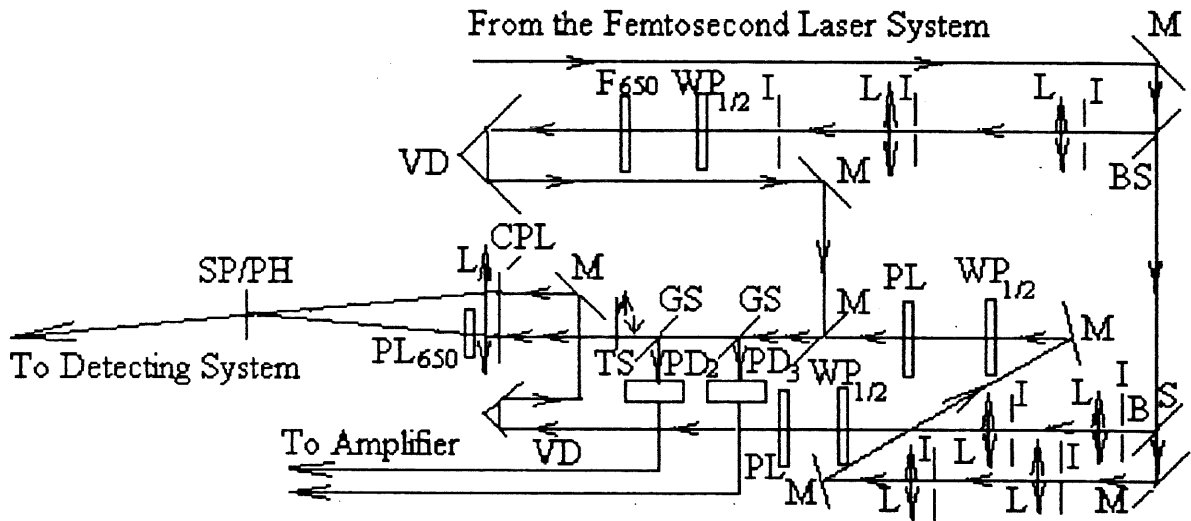 From the Femtosecond Laser System M
F650 WP1/2 I L I L I
VD M BS
CPL
SP/PH L M GS GS M PL WP1/2 M
PL650 TS PD2 PD3 WP1/2 I L I B S
To Detecting System
To Amplifier VD PL M I L I L M
L